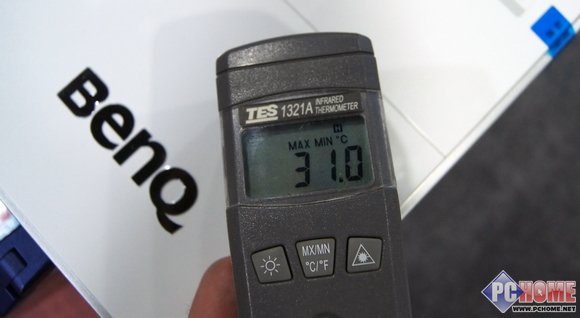 BenQ
TES 1321A INFRARED THERMOMETER
H
MAX MIN °C
31.0
MX/MN
°C/°F
PCHOME
WWW.PCHOME.NET